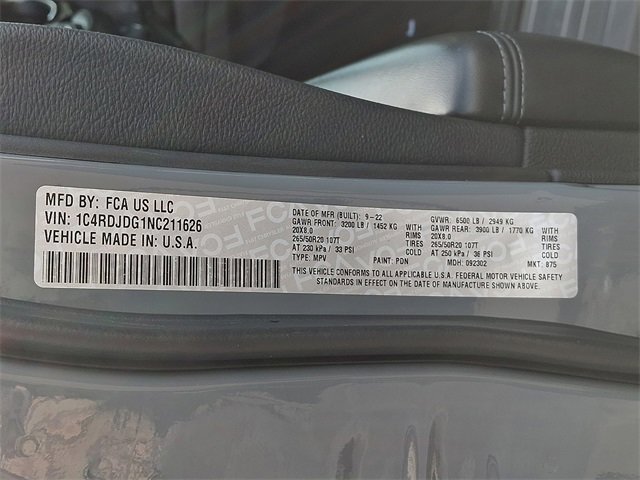 MFD BY: FCA US LLC
VIN: 1C4RDJDG1NC211626
VEHICLE MADE IN: U.S.A.
MFD (BUILT): 9-22 GVWR: 6500 LB / 2949 KG
GAWR FRONT: 3200 LB / 1452 KG WITH GAWR REAR: 3900 LB / 1770 KG WITH
20X8.0 RIMS 20X8.0 RIMS
265/50R20 107T TIRES 265/50R20 107T TIRES
AT 230 kPa / 33 PSI COLD AT 250 kPa / 36 PSI COLD
TYPE: MPV PAINT: PDN MDH: 092302 MKT: 875
THIS VEHICLE CONFORMS TO ALL APPLICABLE U.S.A. FEDERAL MOTOR VEHICLE SAFETY
STANDARDS IN EFFECT ON THE DATE OF MANUFACTURE SHOWN ABOVE.